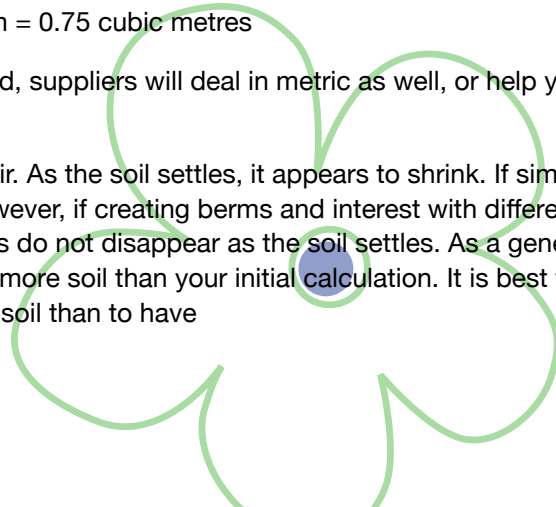 = 0.75 cubic metres
d, suppliers will deal in metric as well, or help y
ir. As the soil settles, it appears to shrink. If sim
wever, if creating berms and interest with differe
s do not disappear as the soil settles. As a gene
more soil than your initial calculation. It is best
soil than to have